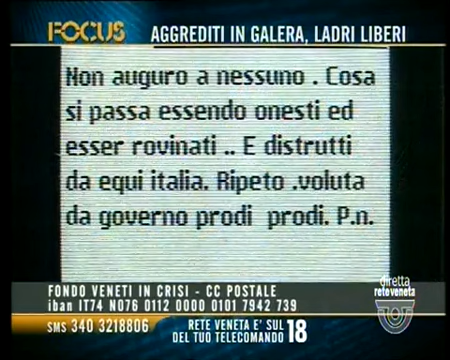 FOCUS
AGGREDITI IN GALERA, LADRI LIBERI
Non auguro a nessuno . Cosa
si passa essendo onesti ed
esser rovinati .. E distrutti
da equi italia. Ripeto .voluta
da governo prodi prodi. P.n.
FONDO VENETI IN CRISI - CC POSTALE
iban IT74 N076 0112 0000 0101 7942 739
diretta
reteveneta
SMS 340 3218806
RETE VENETA E' SUL
DEL TUO TELECOMANDO 18